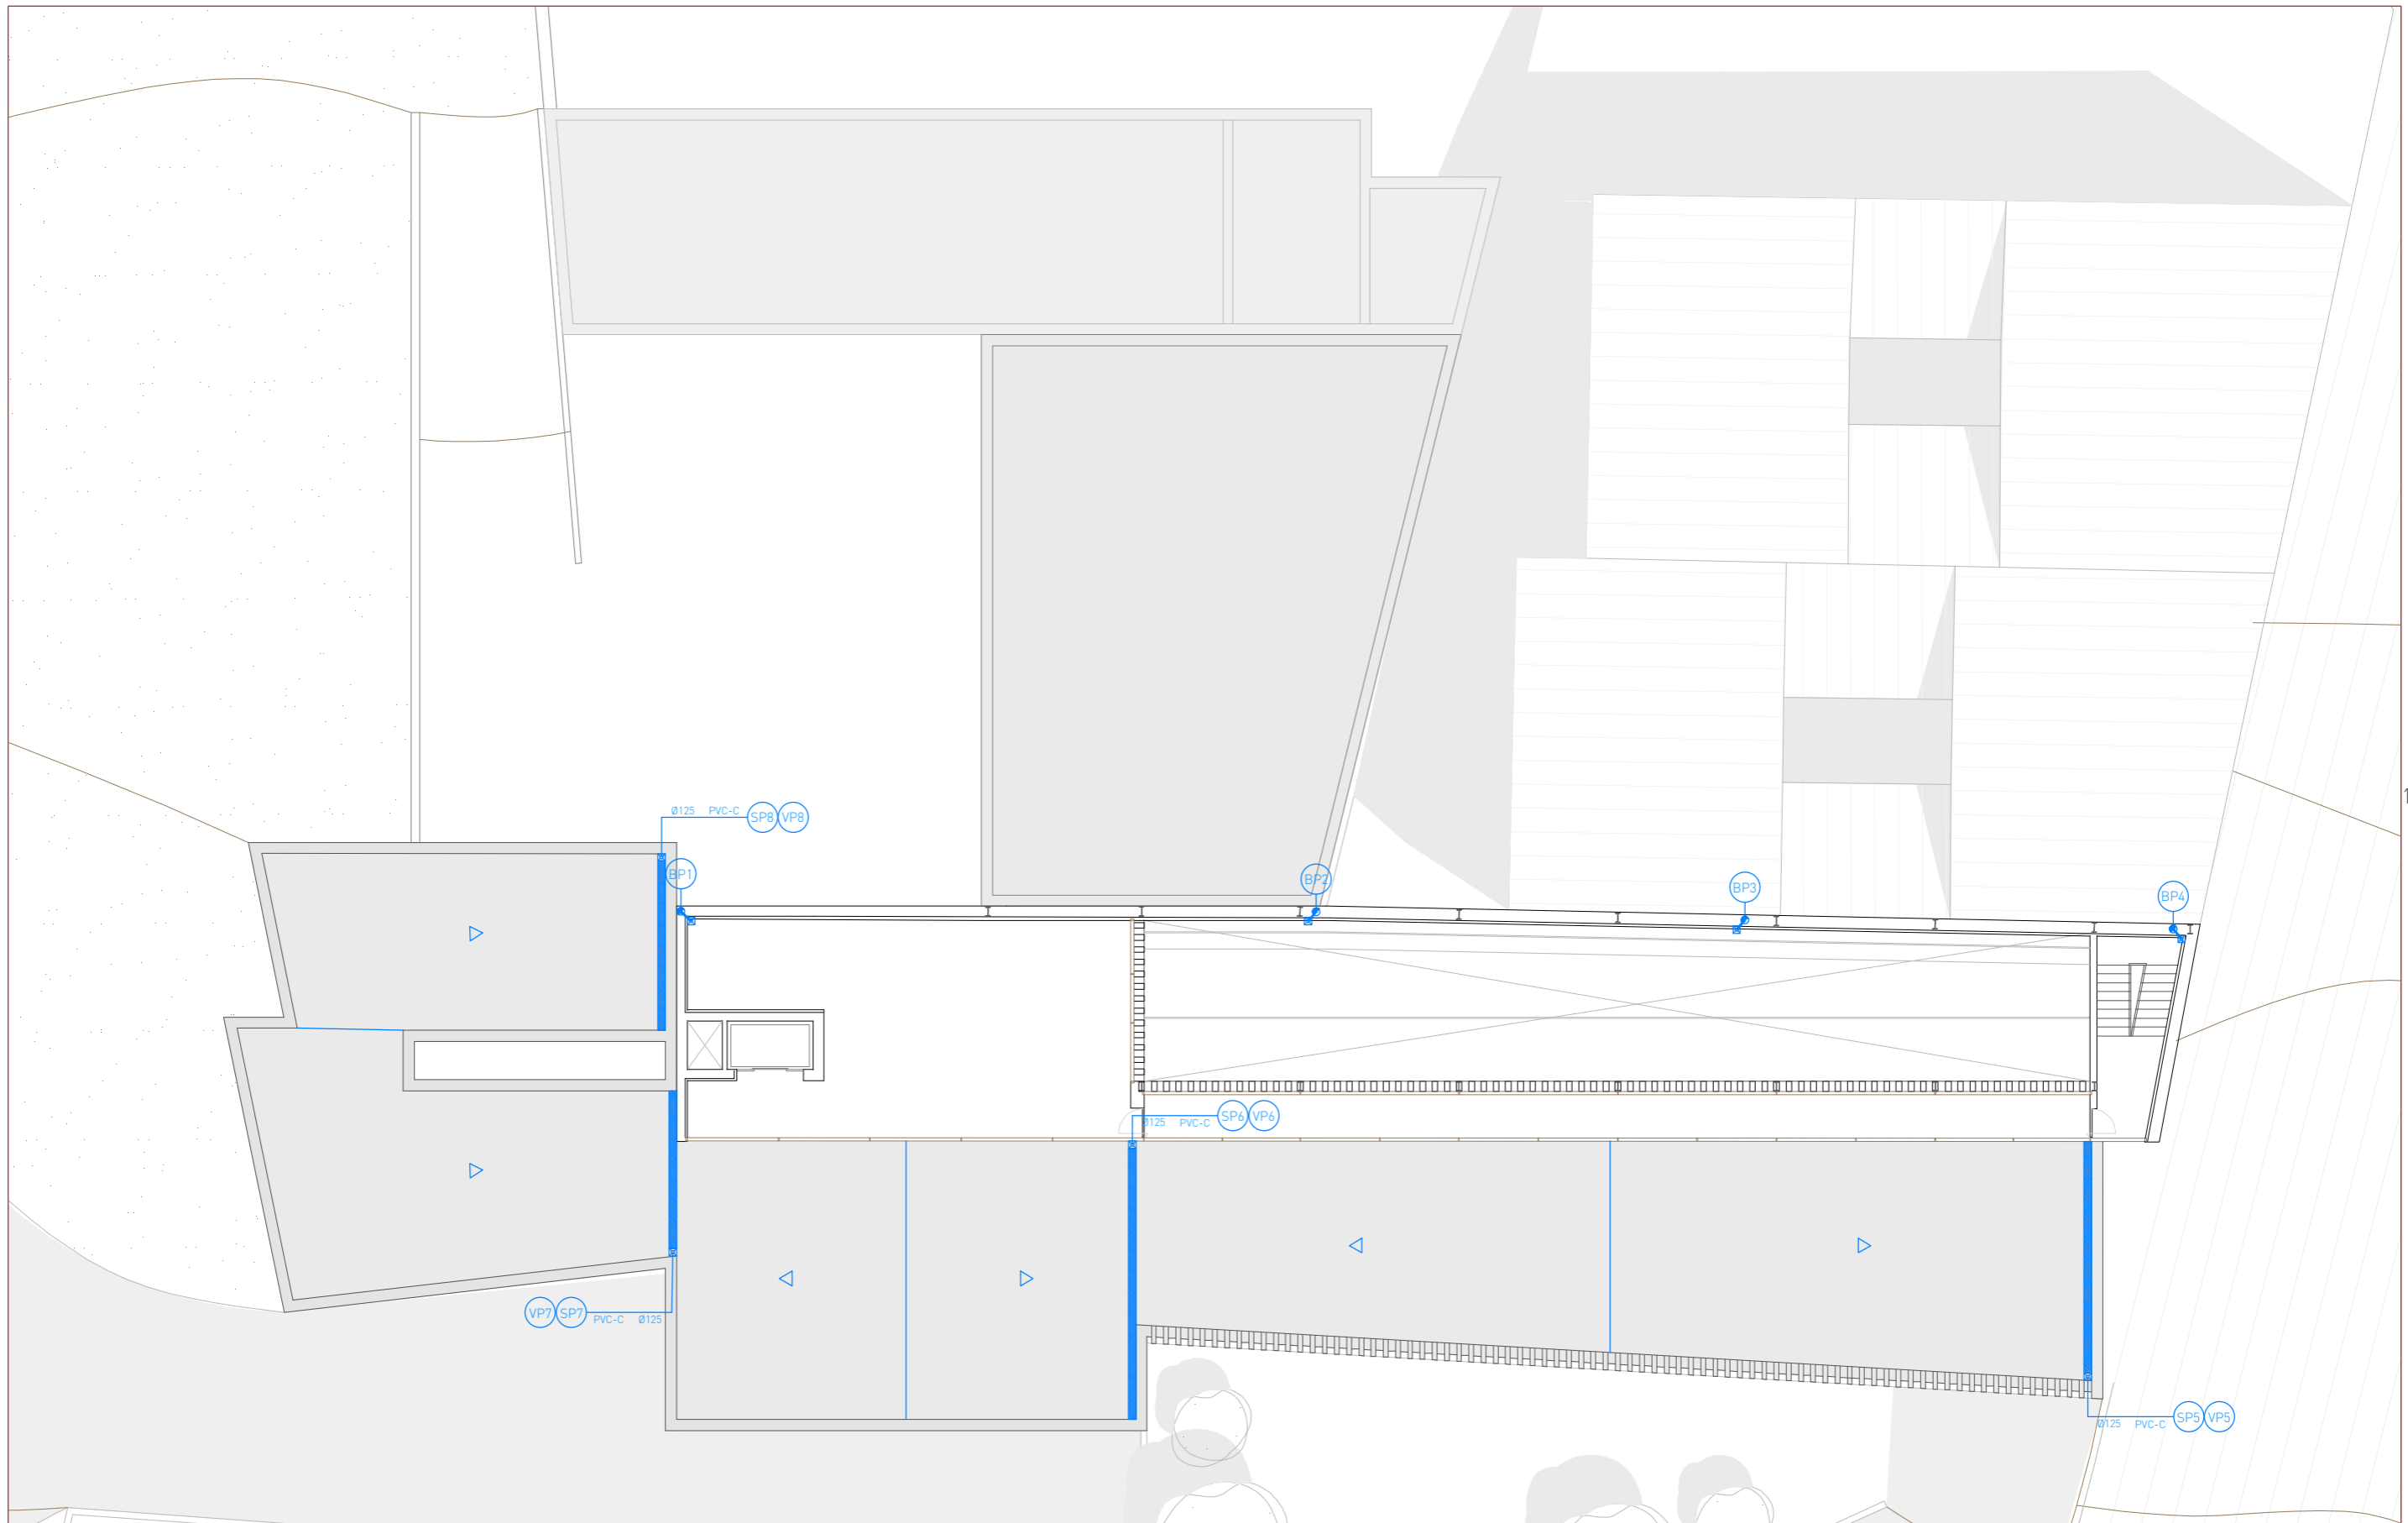 Ø125 PVC-C SP8 VP8
BP1
BP2
BP3
BP4
Ø125 PVC-C SP6 VP6
VP7 SP7 PVC-C Ø125
Ø125 PVC-C SP5 VP5